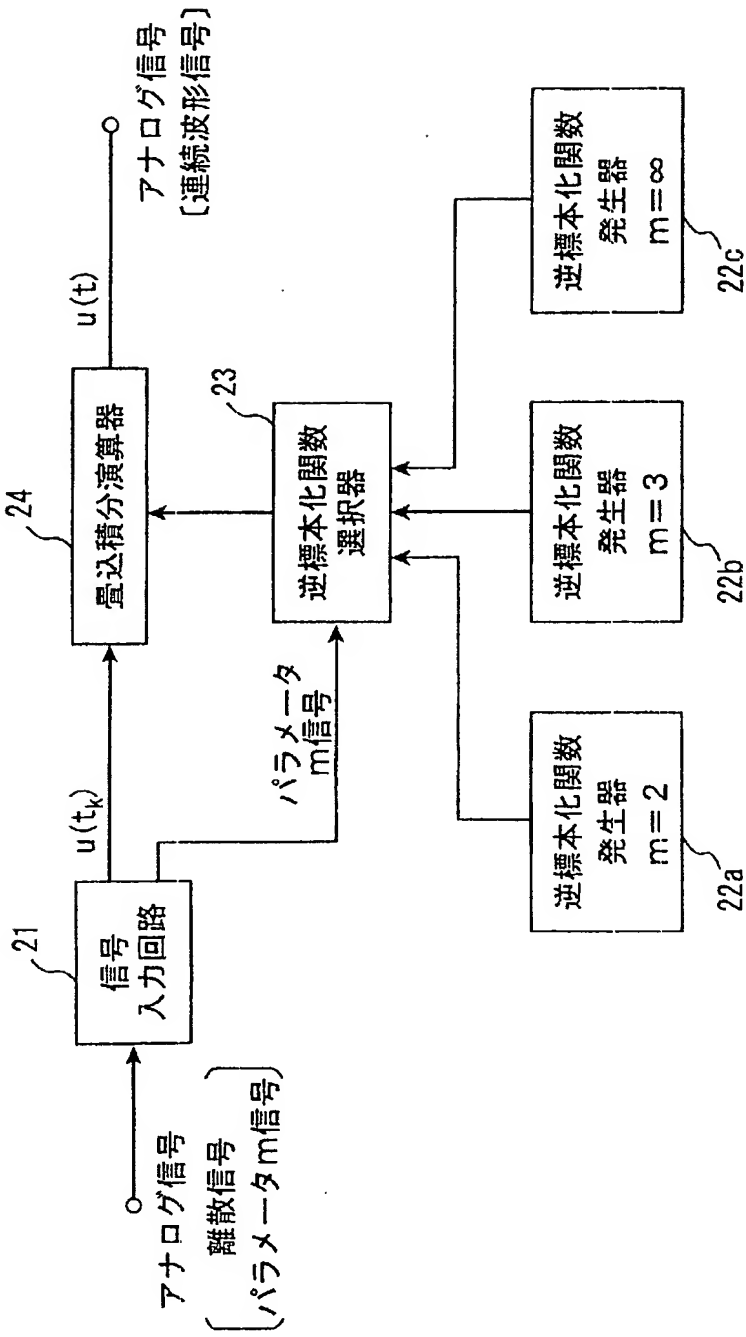 アナログ信号
離散信号
パラメータm信号
21
信号
入力回路
u(tk)
パラメータ
m信号
24
畳込積分演算器
u(t)
アナログ信号
[連続波形信号]
23
逆標本化関数
選択器
逆標本化関数
発生器
m=2
22a
逆標本化関数
発生器
m=3
22b
逆標本化関数
発生器
m=∞
22c